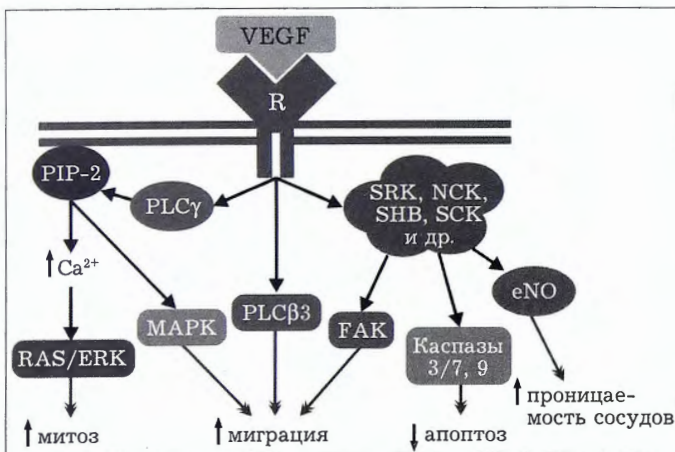 VEGF
R
PIP-2
PLCγ
SRK, NCK,
SHB, SCK
и др.
Ca²⁺
eNO
MAPK
PLCβ3
FAK
RAS/ERK
Каспазы
3/7, 9
проницае-
мость сосудов
митоз
миграция
апоптоз